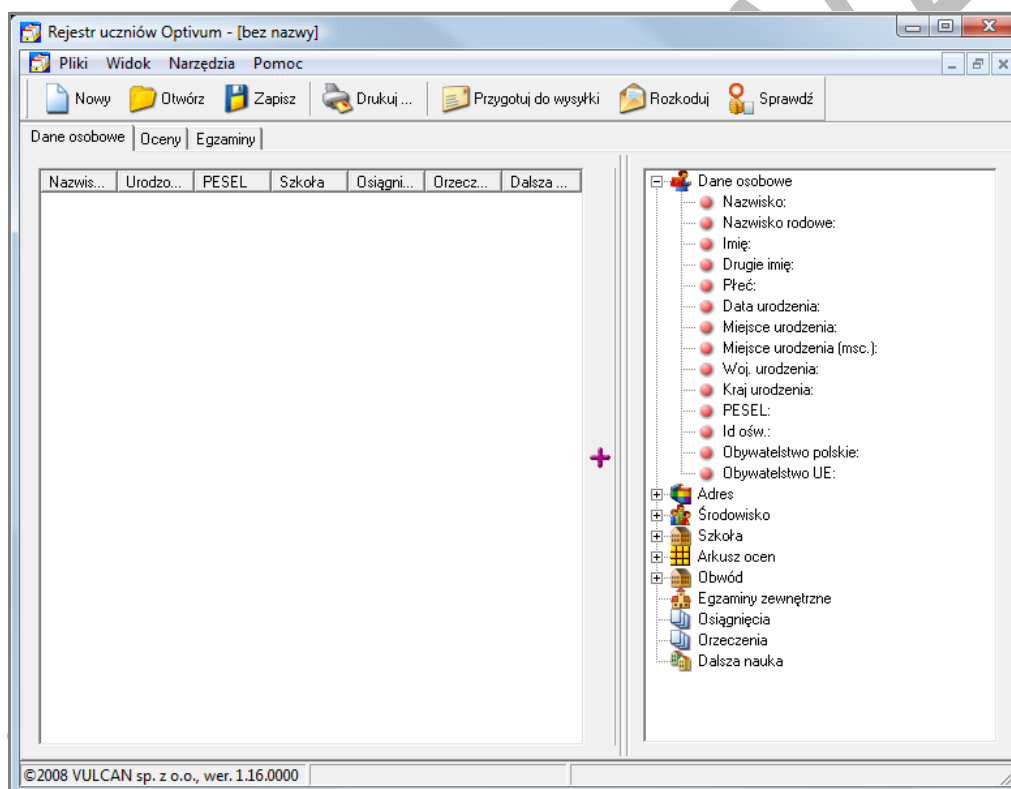 Rejestr uczniów Optivum - [bez nazwy]
Pliki Widok Narzędzia Pomoc
Nowy Otwórz Zapisz Drukuj ... Przygotuj do wysyłki Rozkoduj Sprawdź
Dane osobowe Oceny Egzaminy
Nazwis... Urodzo... PESEL Szkoła Osiągni... Orzecz... Dalsza ...
Dane osobowe
Nazwisko:
Nazwisko rodowe:
Imię:
Drugie imię:
Płeć:
Data urodzenia:
Miejsce urodzenia:
Miejsce urodzenia (msc.):
Woj. urodzenia:
Kraj urodzenia:
PESEL:
Id ośw.:
Obywatelstwo polskie:
Obywatelstwo UE:
Adres
Środowisko
Szkoła
Arkusz ocen
Obwód
Egzaminy zewnętrzne
Osiągnięcia
Orzeczenia
Dalsza nauka
©2008 VULCAN sp. z o.o., wer. 1.16.0000